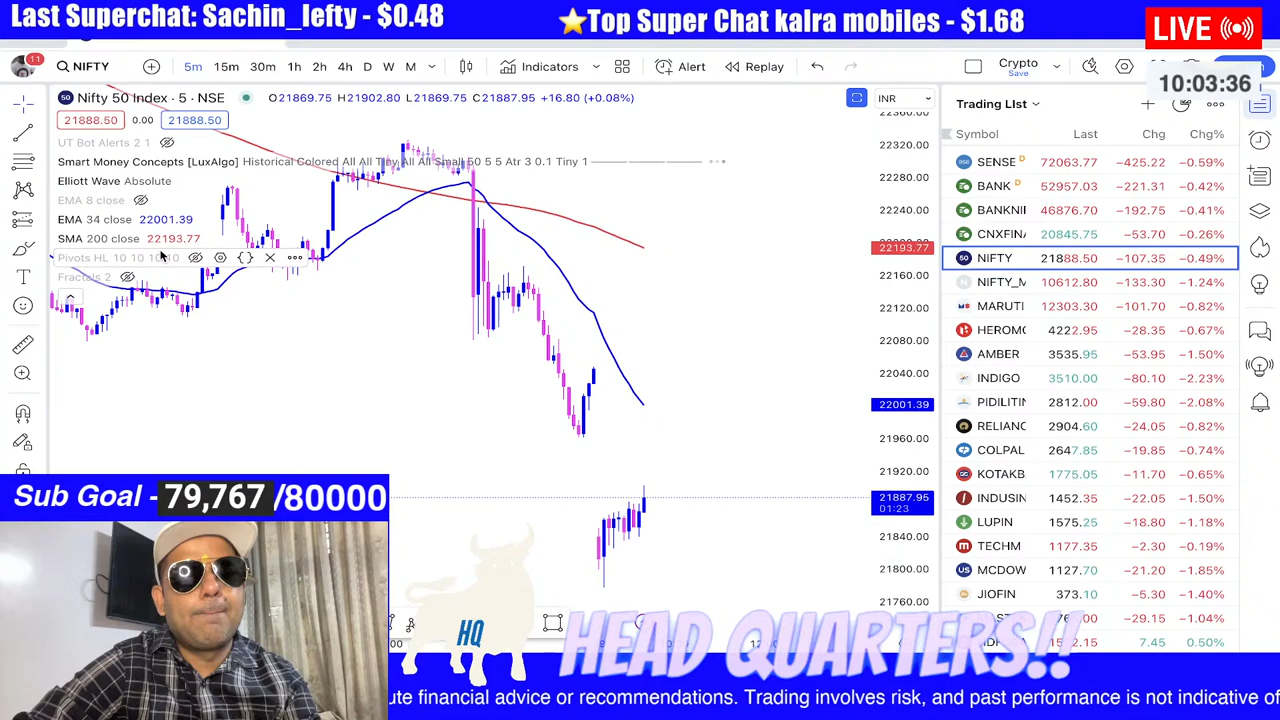 Last Superchat: Sachin_lefty - $0.48
⭐Top Super Chat kalra mobiles - $1.68
LIVE
10:03:36
11
NIFTY
5m 15m 30m 1h 2h 4h D W M
Indicators
Alert
Replay
Crypto
Save
50 Nifty 50 Index · 5 · NSE
O21869.75 H21902.80 L21869.75 C21887.95 +16.80 (+0.08%)
21888.50 0.00 21888.50
UT Bot Alerts 2 1
Smart Money Concepts [LuxAlgo] Historical Colored All All Tiny All All Small 50 5 5 Atr 3 0.1 Tiny 1
Elliott Wave Absolute
EMA 8 close
EMA 34 close 22001.39
SMA 200 close 22193.77
Pivots HL 10 10 10 10
Fractals 2
INR
22360.00
22320.00
22280.00
22240.00
22193.77
22160.00
22120.00
22080.00
22040.00
22001.39
21960.00
21920.00
21887.95
01:23
21840.00
21800.00
21760.00
Trading LIst
Symbol Last Chg Chg%
SENSE D 72063.77 −425.22 −0.59%
BANK D 52957.03 −221.31 −0.42%
BANKNII 46876.70 −192.75 −0.41%
CNXFIN 20845.75 −53.70 −0.26%
50 NIFTY 21888.50 −107.35 −0.49%
NIFTY_M 10612.80 −133.30 −1.24%
MARUTI 12303.30 −101.70 −0.82%
HEROMO 4222.95 −28.35 −0.67%
AMBER 3535.95 −53.95 −1.50%
INDIGO 3510.00 −80.10 −2.23%
PIDILITIN 2812.00 −59.80 −2.08%
RELIANC 2904.60 −24.05 −0.82%
COLPAL 2647.85 −19.85 −0.74%
KOTAKB 1775.05 −11.70 −0.65%
INDUSIN 1452.35 −22.05 −1.50%
LUPIN 1575.25 −18.80 −1.18%
TECHM 1177.35 −2.30 −0.19%
MCDOW 1127.70 −21.20 −1.85%
JIOFIN 373.10 −5.30 −1.40%
−29.15 −1.04%
7.45 0.50%
Sub Goal - 79,767 /80000
HQ
HEAD QUARTERS!!
ute financial advice or recommendations. Trading involves risk, and past performance is not indicative of